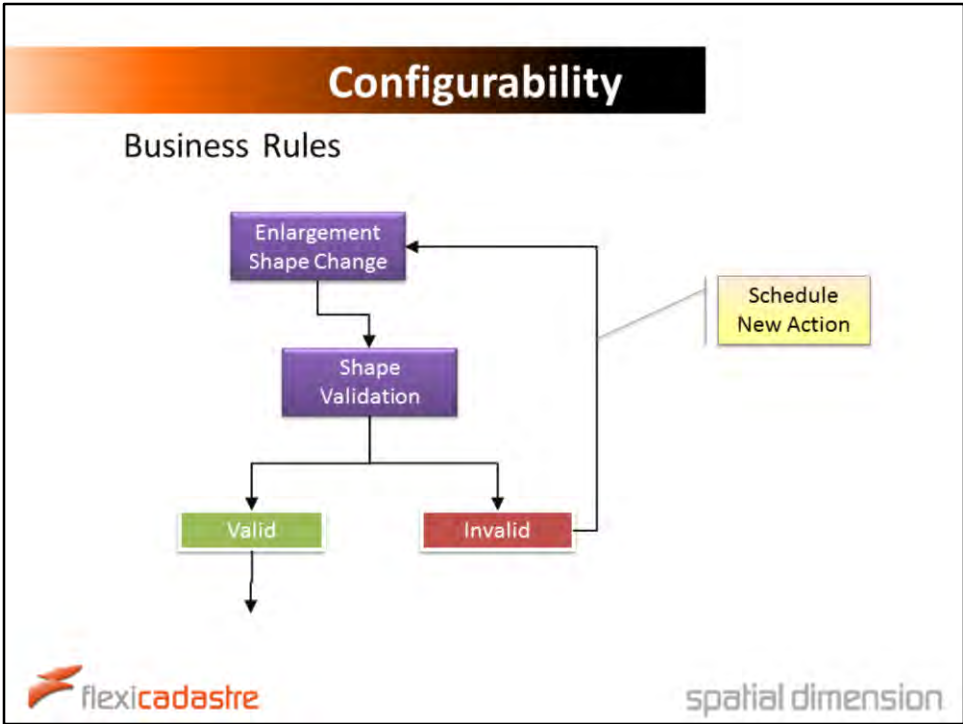 Configurability
Business Rules
Enlargement
Shape Change
Schedule
New Action
Shape
Validation
Valid
Invalid
flexicadastre
spatial dimension